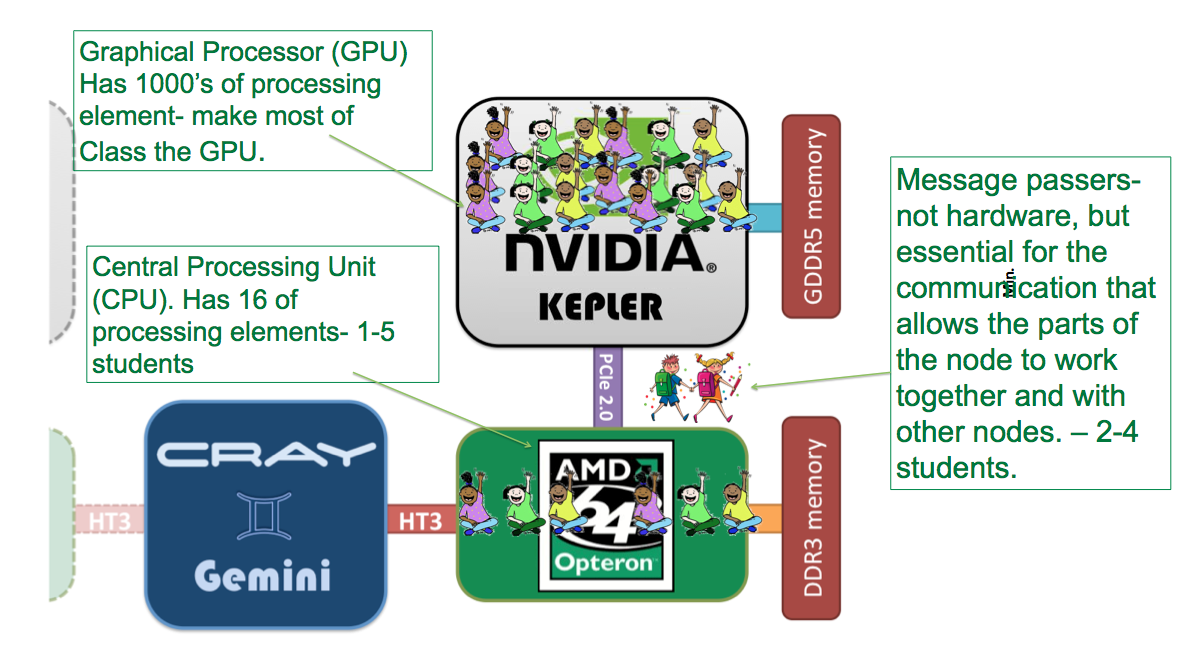 Graphical Processor (GPU)
Has 1000’s of processing
element- make most of
Class the GPU.
Central Processing Unit
(CPU). Has 16 of
processing elements- 1-5
students
Message passers-
not hardware, but
essential for the
communication that
allows the parts of
the node to work
together and with
other nodes. – 2-4
students.
NVIDIA®
KEPLER
GDDR5 memory
PCIe 2.0
CRAY
Gemini
HT3
HT3
AMD
64
Opteron™
DDR3 memory